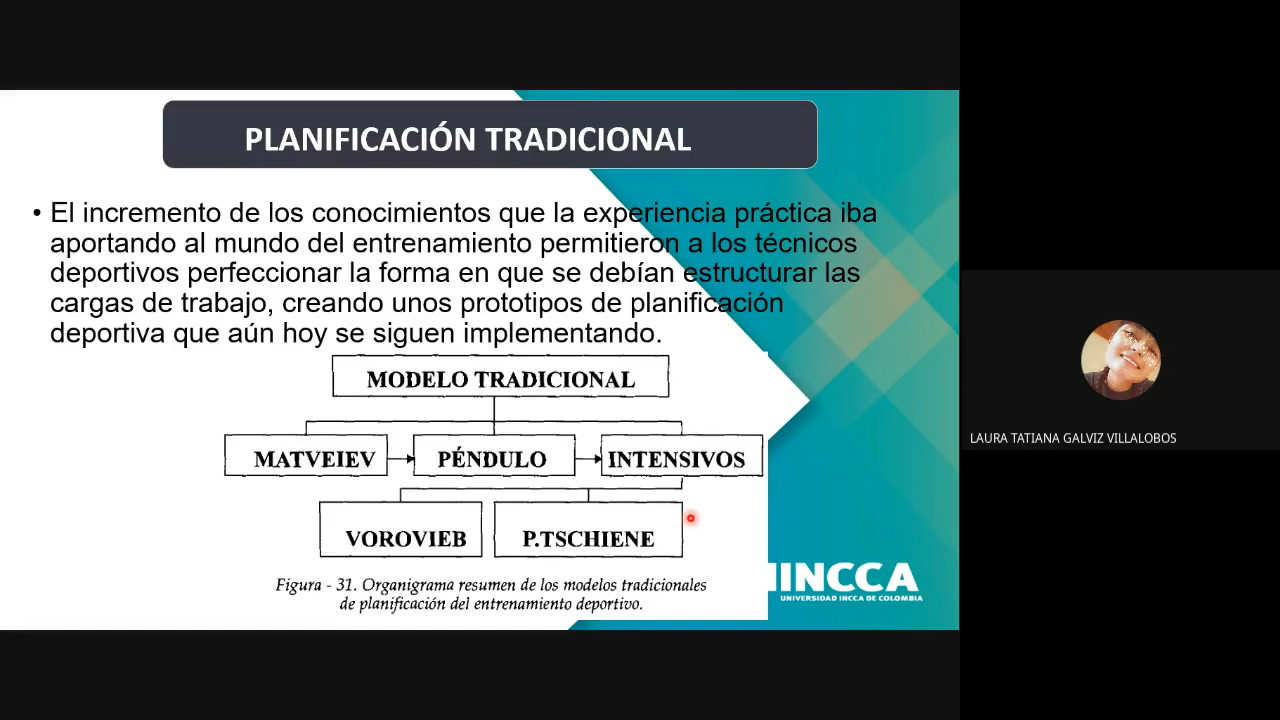 PLANIFICACIÓN TRADICIONAL
• El incremento de los conocimientos que la experiencia práctica iba
aportando al mundo del entrenamiento permitieron a los técnicos
deportivos perfeccionar la forma en que se debían estructurar las
cargas de trabajo, creando unos prototipos de planificación
deportiva que aún hoy se siguen implementando.
MODELO TRADICIONAL
MATVEIEV
PÉNDULO
INTENSIVOS
VOROVIEB
P.TSCHIENE
Figura - 31. Organigrama resumen de los modelos tradicionales
de planificación del entrenamiento deportivo.
INCCA
UNIVERSIDAD INCCA DE COLOMBIA
LAURA TATIANA GALVIZ VILLALOBOS